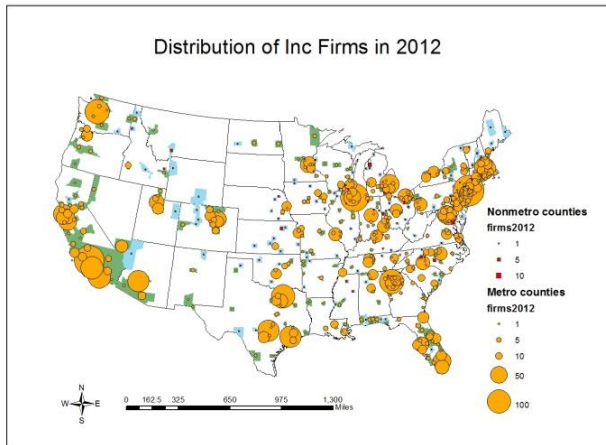 Distribution of Inc Firms in 2012
Nonmetro counties
firms2012
1
5
10
Metro counties
firms2012
1
5
10
50
100
N
W E
S
0 162.5 325 650 975 1,300
Miles